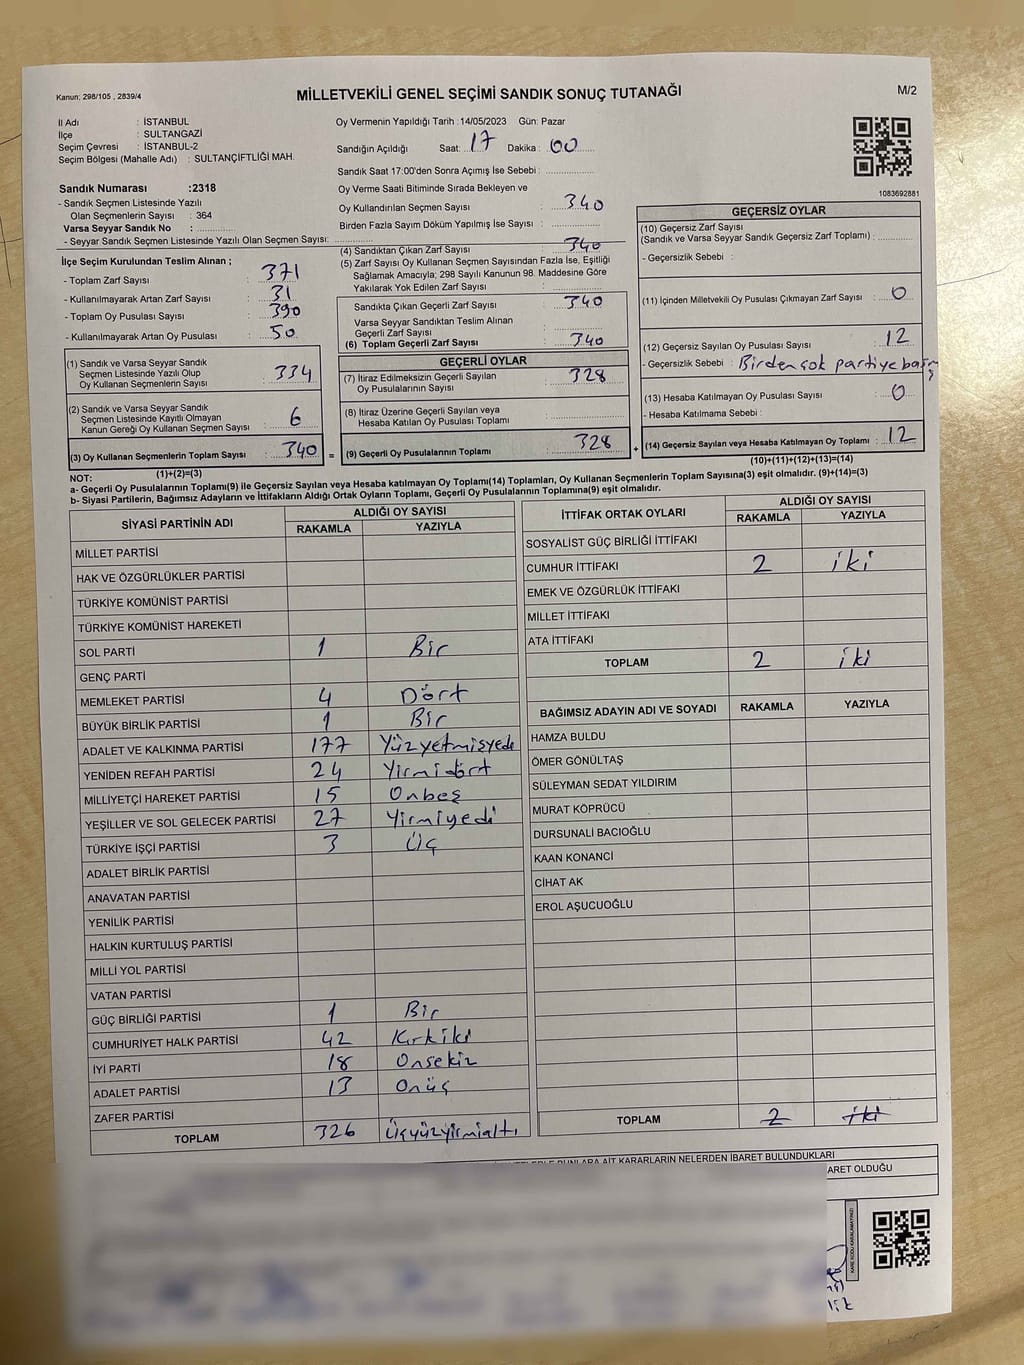 Kanun; 298/105 , 2839/4
MİLLETVEKİLİ GENEL SEÇİMİ SANDIK SONUÇ TUTANAĞI
M/2
İl Adı : İSTANBUL
İlçe : SULTANGAZİ
Seçim Çevresi : İSTANBUL-2
Seçim Bölgesi (Mahalle Adı) : SULTANÇİFTLİĞİ MAH.
Sandık Numarası :2318
- Sandık Seçmen Listesinde Yazılı
Olan Seçmenlerin Sayısı : 364
Varsa Seyyar Sandık No :
- Seyyar Sandık Seçmen Listesinde Yazılı Olan Seçmen Sayısı:
İlçe Seçim Kurulundan Teslim Alınan ;
- Toplam Zarf Sayısı : 371
- Kullanılmayarak Artan Zarf Sayısı : 31
- Toplam Oy Pusulası Sayısı : 390
- Kullanılmayarak Artan Oy Pusulası : 50
(1) Sandık ve Varsa Seyyar Sandık
Seçmen Listesinde Yazılı Olup
Oy Kullanan Seçmenlerin Sayısı : 334
(2) Sandık ve Varsa Seyyar Sandık
Seçmen Listesinde Kayıtlı Olmayan
Kanun Gereği Oy Kullanan Seçmen Sayısı : 6
(3) Oy Kullanan Seçmenlerin Toplam Sayısı : 340
(1)+(2)=(3)
Oy Vermenin Yapıldığı Tarih :14/05/2023 Gün: Pazar
Sandığın Açıldığı Saat: 17 Dakika : 00
Sandık Saat 17:00'den Sonra Açımış İse Sebebi :
Oy Verme Saati Bitiminde Sırada Bekleyen ve
Oy Kullandırılan Seçmen Sayısı : 340
Birden Fazla Sayım Döküm Yapılmış İse Sayısı :
(4) Sandıktan Çıkan Zarf Sayısı : 340
(5) Zarf Sayısı Oy Kullanan Seçmen Sayısından Fazla İse, Eşitliği
Sağlamak Amacıyla; 298 Sayılı Kanunun 98. Maddesine Göre
Yakılarak Yok Edilen Zarf Sayısı :
Sandıkta Çıkan Geçerli Zarf Sayısı : 340
Varsa Seyyar Sandıktan Teslim Alınan
Geçerli Zarf Sayısı :
(6) Toplam Geçerli Zarf Sayısı : 340
GEÇERLİ OYLAR
(7) İtiraz Edilmeksizin Geçerli Sayılan
Oy Pusulalarının Sayısı : 328
(8) İtiraz Üzerine Geçerli Sayılan veya
Hesaba Katılan Oy Pusulası Toplamı :
= (9) Geçerli Oy Pusulalarının Toplamı : 328 +
1083692881
GEÇERSİZ OYLAR
(10) Geçersiz Zarf Sayısı
(Sandık ve Varsa Seyyar Sandık Geçersiz Zarf Toplamı) :
- Geçersizlik Sebebi :
(11) İçinden Milletvekili Oy Pusulası Çıkmayan Zarf Sayısı : 0
(12) Geçersiz Sayılan Oy Pusulası Sayısı : 12
- Geçersizlik Sebebi : Birden çok partiye
(13) Hesaba Katılmayan Oy Pusulası Sayısı : 0
- Hesaba Katılmama Sebebi :
(14) Geçersiz Sayılan veya Hesaba Katılmayan Oy Toplamı : 12
(10)+(11)+(12)+(13)=(14)
NOT:
a- Geçerli Oy Pusulalarının Toplamı(9) ile Geçersiz Sayılan veya Hesaba katılmayan Oy Toplamı(14) Toplamları, Oy Kullanan Seçmenlerin Toplam Sayısına(3) eşit olmalıdır. (9)+(14)=(3)
b- Siyasi Partilerin, Bağımsız Adayların ve İttifakların Aldığı Ortak Oyların Toplamı, Geçerli Oy Pusulalarının Toplamına(9) eşit olmalıdır.
SİYASİ PARTİNİN ADI ALDIĞI OY SAYISI
RAKAMLA YAZIYLA
MİLLET PARTİSİ
HAK VE ÖZGÜRLÜKLER PARTİSİ
TÜRKİYE KOMÜNİST PARTİSİ
TÜRKİYE KOMÜNİST HAREKETİ
SOL PARTİ 1 Bir
GENÇ PARTİ
MEMLEKET PARTİSİ 4 Dört
BÜYÜK BİRLİK PARTİSİ 1 Bir
ADALET VE KALKINMA PARTİSİ 177 Yüzyetmişyedi
YENİDEN REFAH PARTİSİ 24 Yirmidört
MİLLİYETÇİ HAREKET PARTİSİ 15 Onbeş
YEŞİLLER VE SOL GELECEK PARTİSİ 27 Yirmiyedi
TÜRKİYE İŞÇİ PARTİSİ 3 Üç
ADALET BİRLİK PARTİSİ
ANAVATAN PARTİSİ
YENİLİK PARTİSİ
HALKIN KURTULUŞ PARTİSİ
MİLLİ YOL PARTİSİ
VATAN PARTİSİ
GÜÇ BİRLİĞİ PARTİSİ 1 Bir
CUMHURİYET HALK PARTİSİ 42 Kırkiki
İYİ PARTİ 18 Onsekiz
ADALET PARTİSİ 13 Onüç
ZAFER PARTİSİ
TOPLAM 326 Üçyüzyirmialtı
İTTİFAK ORTAK OYLARI ALDIĞI OY SAYISI
RAKAMLA YAZIYLA
SOSYALİST GÜÇ BİRLİĞİ İTTİFAKI
CUMHUR İTTİFAKI 2 iki
EMEK VE ÖZGÜRLÜK İTTİFAKI
MİLLET İTTİFAKI
ATA İTTİFAKI
TOPLAM 2 iki
BAĞIMSIZ ADAYIN ADI VE SOYADI RAKAMLA YAZIYLA
HAMZA BULDU
ÖMER GÖNÜLTAŞ
SÜLEYMAN SEDAT YILDIRIM
MURAT KÖPRÜCÜ
DURSUNALİ BACIOĞLU
KAAN KONANCİ
CİHAT AK
EROL AŞUCUOĞLU
TOPLAM 2 iki
BUNLARA AİT KARARLARIN NELERDEN İBARET BULUNDUKLARI
ARET OLDUĞU
KARE KODU KARALAMAYINIZ!